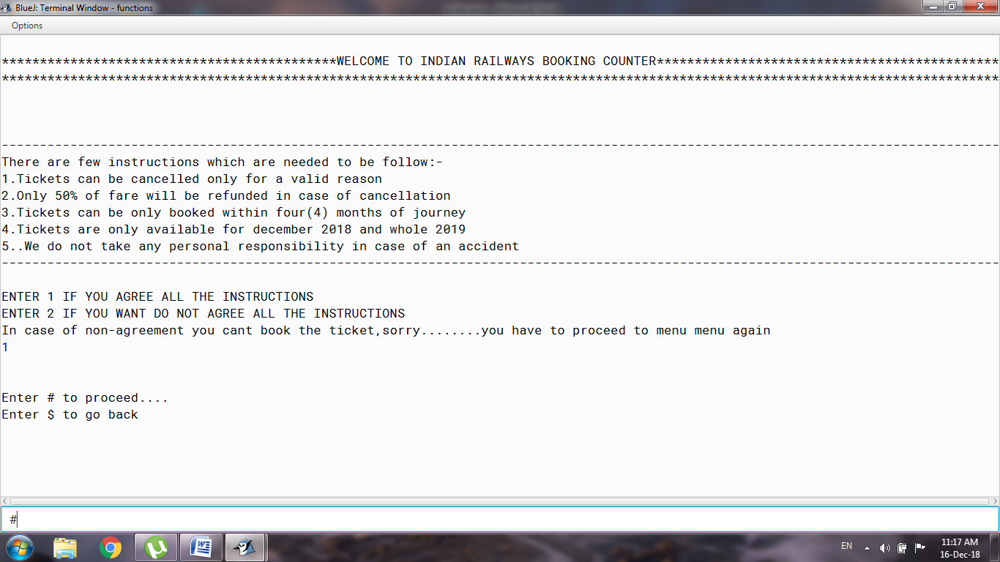 BlueJ: Terminal Window - functions
Options
********************************************WELCOME TO INDIAN RAILWAYS BOOKING COUNTER*********************************************
***********************************************************************************************************************************
-----------------------------------------------------------------------------------------------------------------------------------
There are few instructions which are needed to be follow:-
1.Tickets can be cancelled only for a valid reason
2.Only 50% of fare will be refunded in case of cancellation
3.Tickets can be only booked within four(4) months of journey
4.Tickets are only available for december 2018 and whole 2019
5..We do not take any personal responsibility in case of an accident
-----------------------------------------------------------------------------------------------------------------------------------
ENTER 1 IF YOU AGREE ALL THE INSTRUCTIONS
ENTER 2 IF YOU WANT DO NOT AGREE ALL THE INSTRUCTIONS
In case of non-agreement you cant book the ticket,sorry........you have to proceed to menu menu again
1
Enter # to proceed....
Enter $ to go back
#
EN
11:17 AM
16-Dec-18